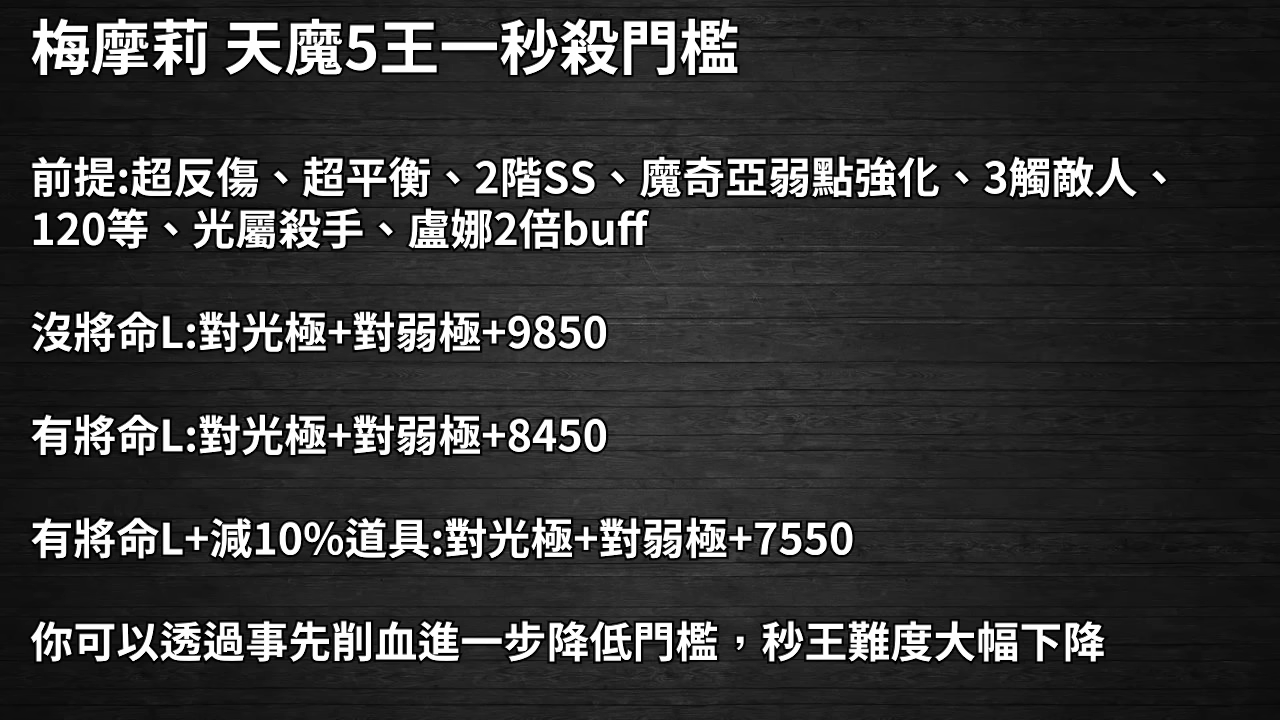 梅摩莉 天魔5王一秒殺門檻
前提:超反傷、超平衡、2階SS、魔奇亞弱點強化、3觸敵人、
120等、光屬殺手、盧娜2倍buff
沒將命L:對光極+對弱極+9850
有將命L:對光極+對弱極+8450
有將命L+減10%道具:對光極+對弱極+7550
你可以透過事先削血進一步降低門檻，秒王難度大幅下降